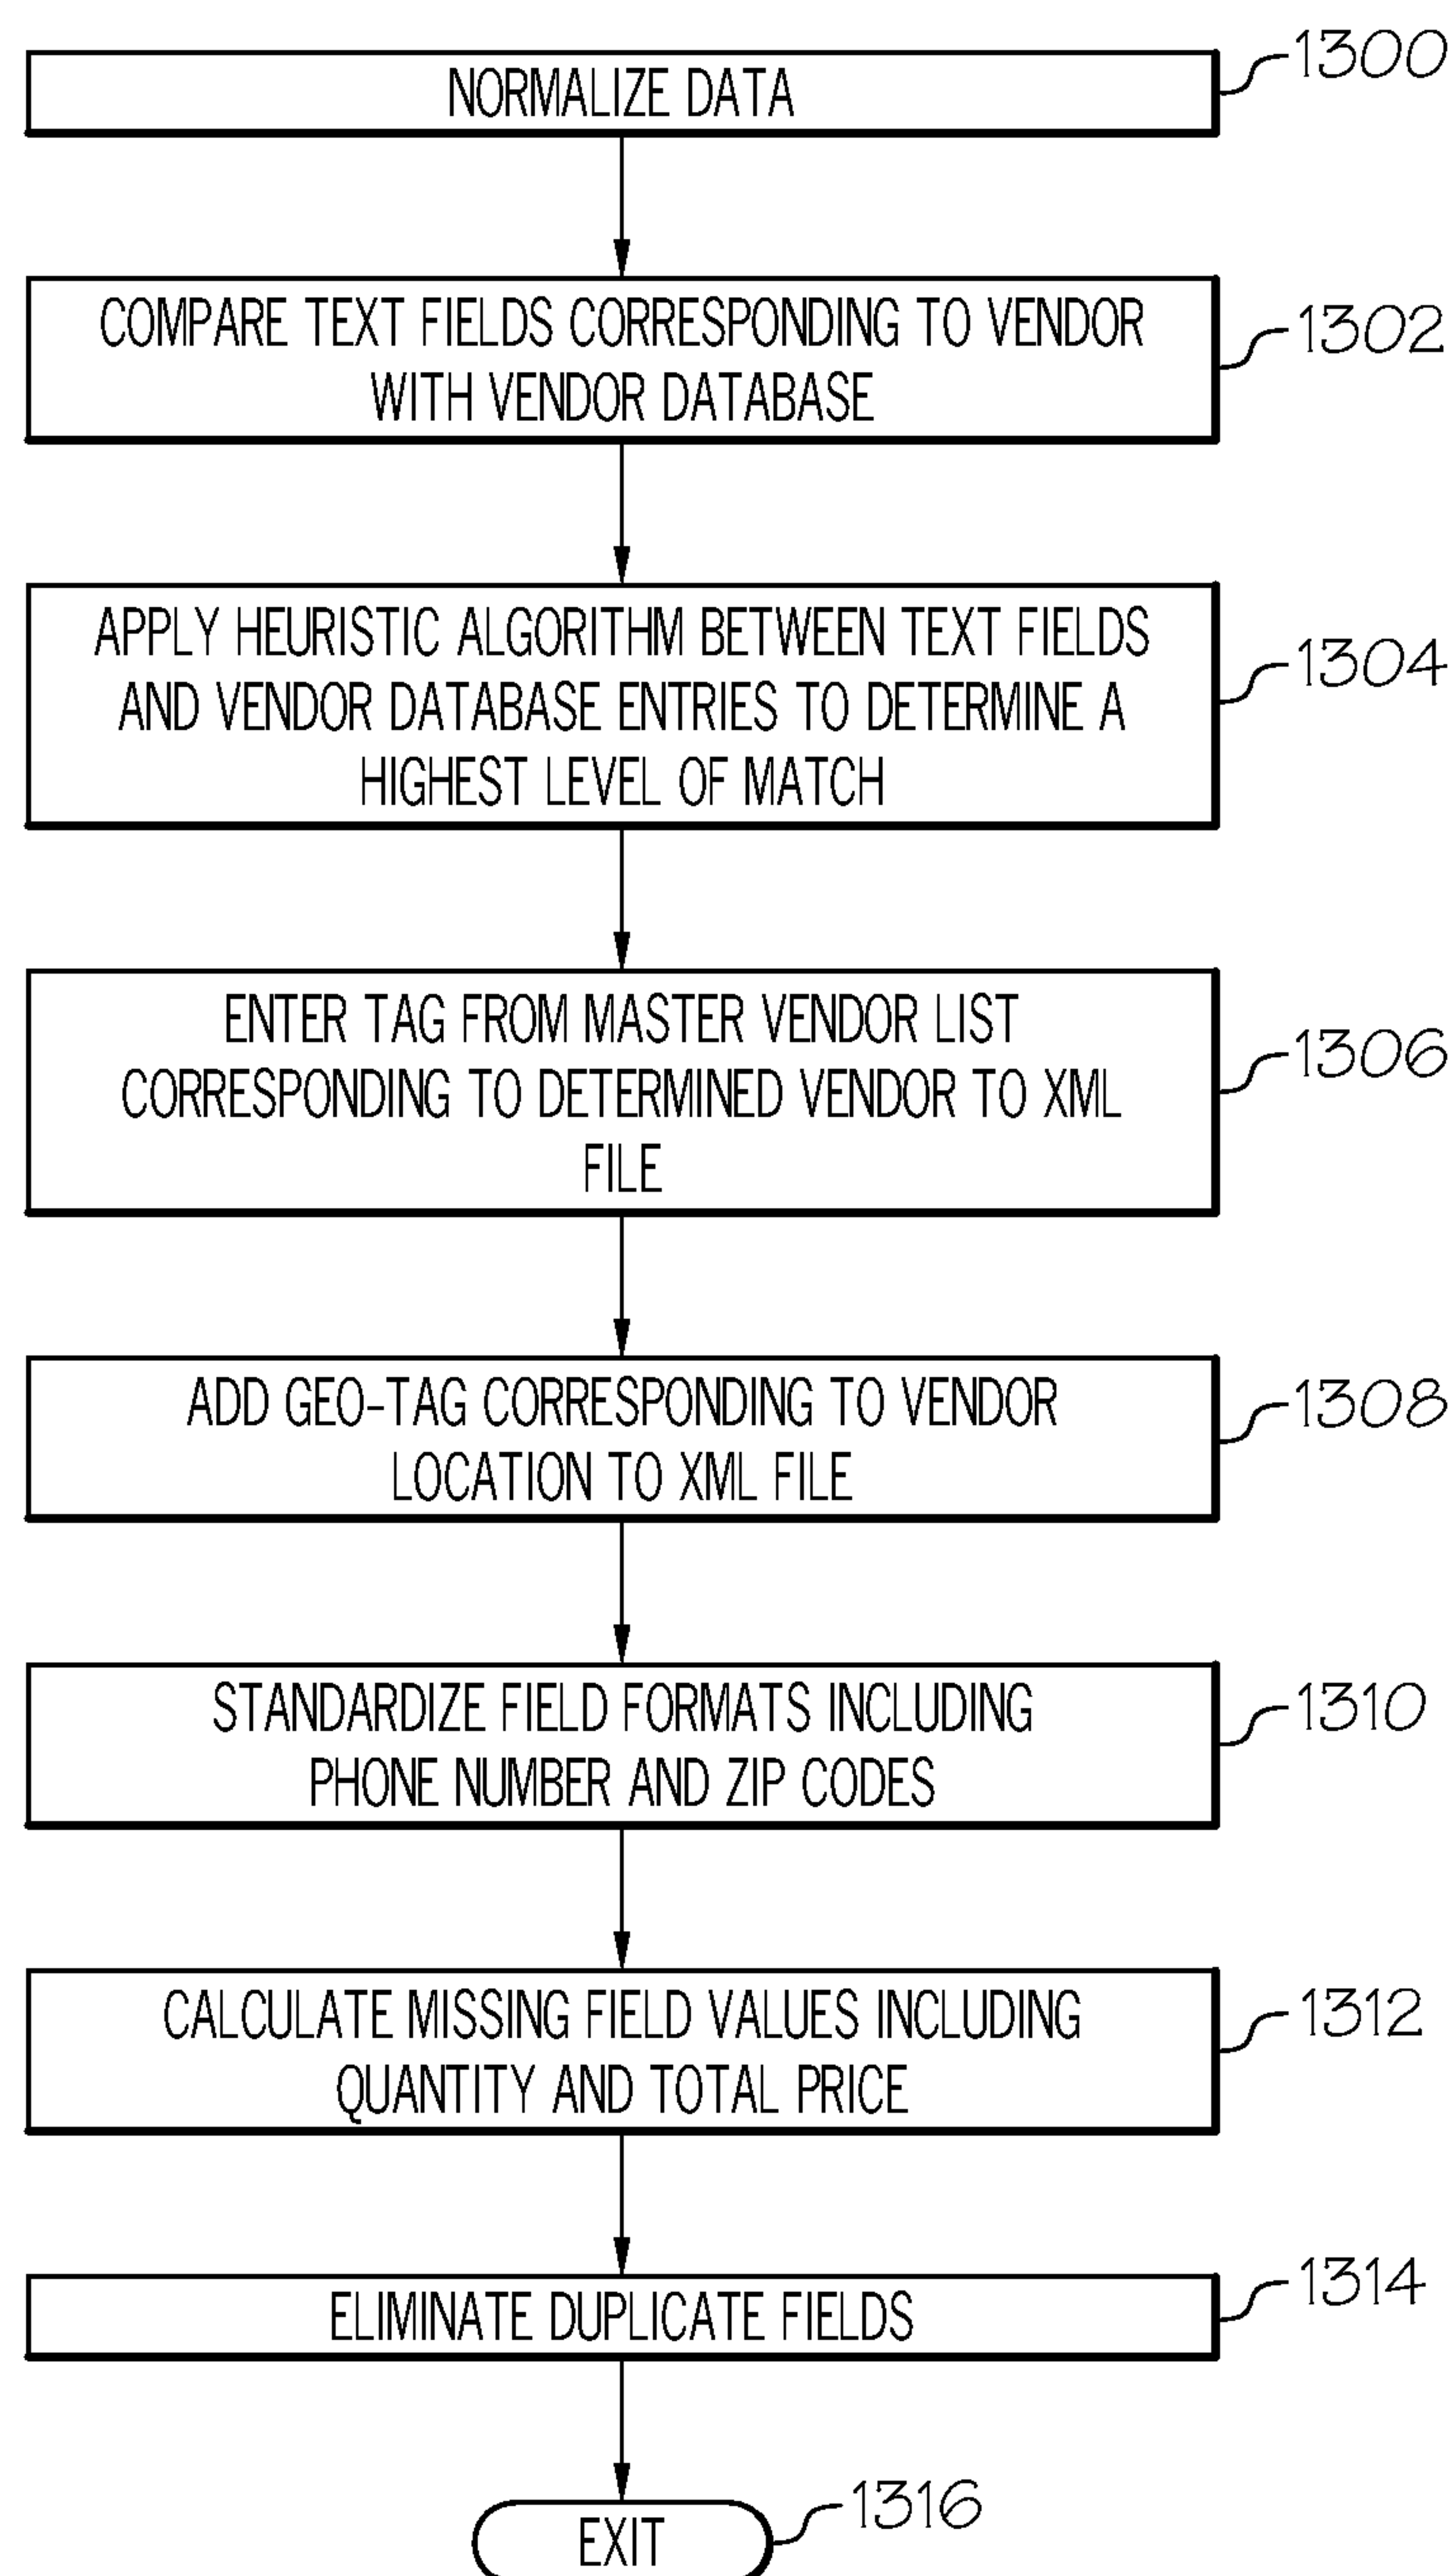 NORMALIZE DATA
1300
COMPARE TEXT FIELDS CORRESPONDING TO VENDOR
WITH VENDOR DATABASE
1302
APPLY HEURISTIC ALGORITHM BETWEEN TEXT FIELDS
AND VENDOR DATABASE ENTRIES TO DETERMINE A
HIGHEST LEVEL OF MATCH
1304
ENTER TAG FROM MASTER VENDOR LIST
CORRESPONDING TO DETERMINED VENDOR TO XML
FILE
1306
ADD GEO-TAG CORRESPONDING TO VENDOR
LOCATION TO XML FILE
1308
STANDARDIZE FIELD FORMATS INCLUDING
PHONE NUMBER AND ZIP CODES
1310
CALCULATE MISSING FIELD VALUES INCLUDING
QUANTITY AND TOTAL PRICE
1312
ELIMINATE DUPLICATE FIELDS
1314
EXIT
1316